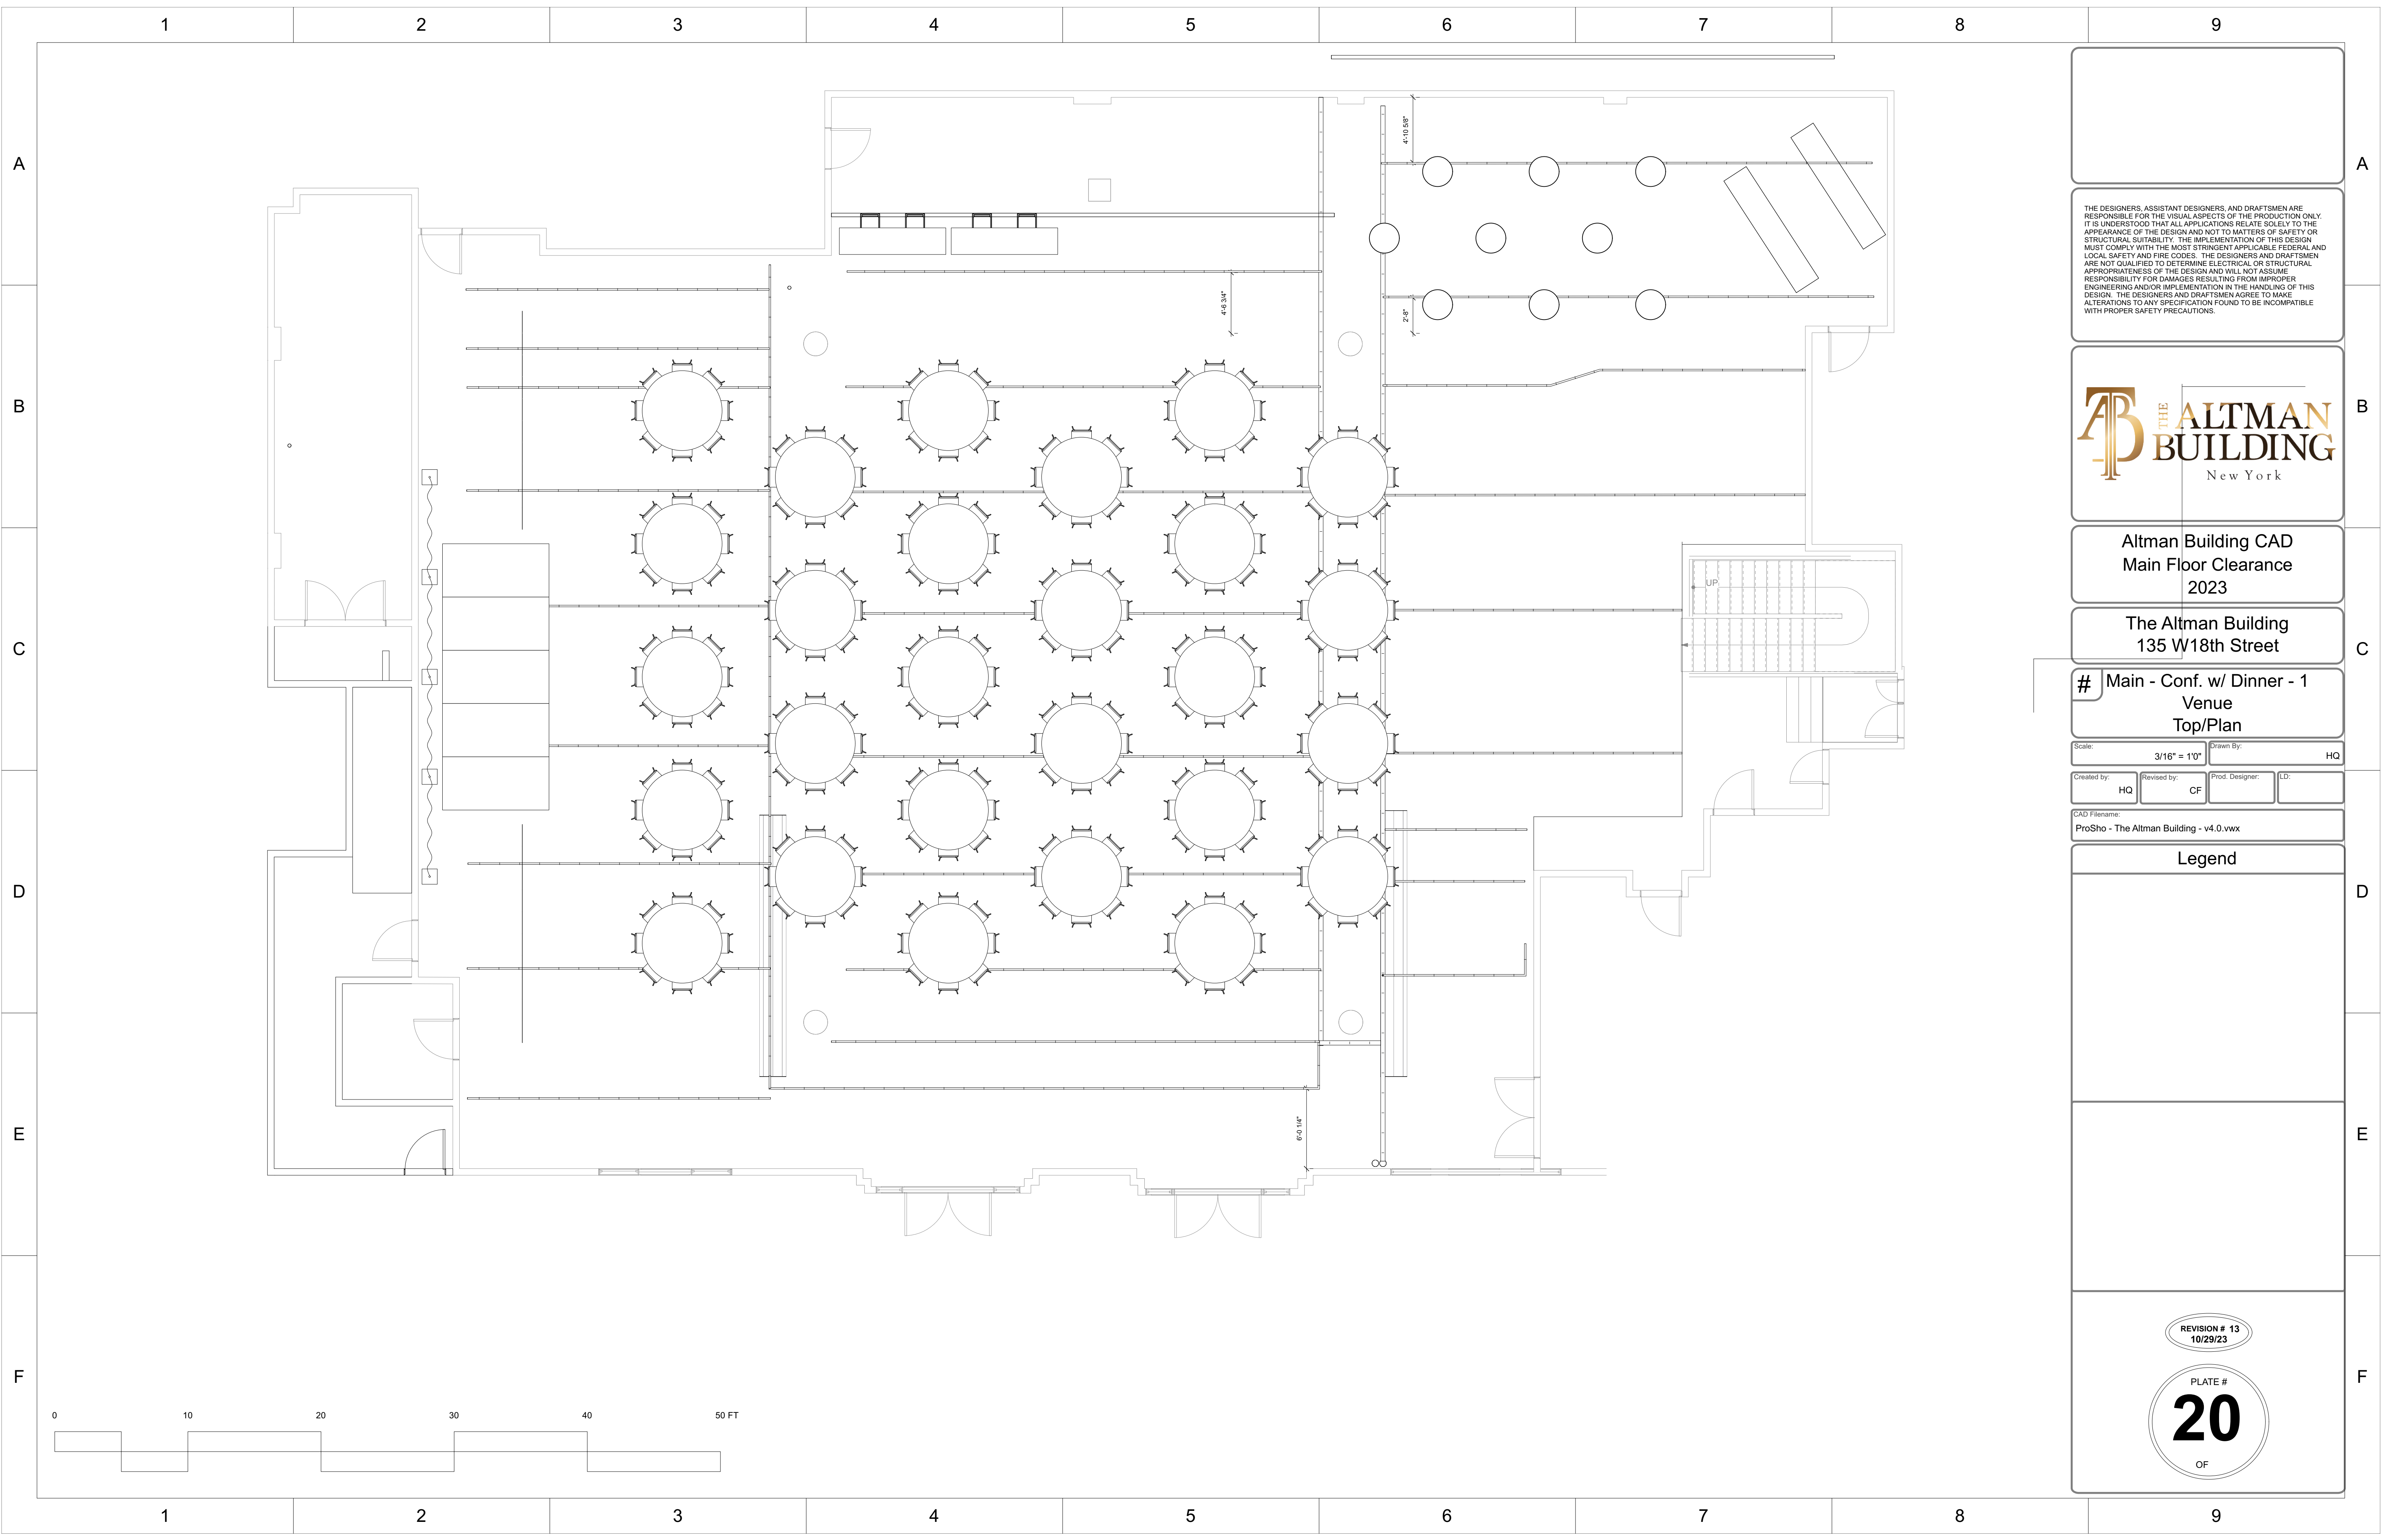 1 2 3 4 5 6 7 8 9
A A
B B
C C
D D
E E
F F
4'-10 5/8"
4'-6 3/4"
2'-8"
UP
6'-0 1/4"
0 10 20 30 40 50 FT
THE DESIGNERS, ASSISTANT DESIGNERS, AND DRAFTSMEN ARE
RESPONSIBLE FOR THE VISUAL ASPECTS OF THE PRODUCTION ONLY.
IT IS UNDERSTOOD THAT ALL APPLICATIONS RELATE SOLELY TO THE
APPEARANCE OF THE DESIGN AND NOT TO MATTERS OF SAFETY OR
STRUCTURAL SUITABILITY. THE IMPLEMENTATION OF THIS DESIGN
MUST COMPLY WITH THE MOST STRINGENT APPLICABLE FEDERAL AND
LOCAL SAFETY AND FIRE CODES. THE DESIGNERS AND DRAFTSMEN
ARE NOT QUALIFIED TO DETERMINE ELECTRICAL OR STRUCTURAL
APPROPRIATENESS OF THE DESIGN AND WILL NOT ASSUME
RESPONSIBILITY FOR DAMAGES RESULTING FROM IMPROPER
ENGINEERING AND/OR IMPLEMENTATION IN THE HANDLING OF THIS
DESIGN. THE DESIGNERS AND DRAFTSMEN AGREE TO MAKE
ALTERATIONS TO ANY SPECIFICATION FOUND TO BE INCOMPATIBLE
WITH PROPER SAFETY PRECAUTIONS.
THE ALTMAN
BUILDING
New York
Altman Building CAD
Main Floor Clearance
2023
The Altman Building
135 W18th Street
# Main - Conf. w/ Dinner - 1
Venue
Top/Plan
Scale: 3/16" = 1'0" Drawn By: HQ
Created by: HQ Revised by: CF Prod. Designer: LD:
CAD Filename:
ProSho - The Altman Building - v4.0.vwx
Legend
REVISION # 13
10/29/23
PLATE #
20
OF
1 2 3 4 5 6 7 8 9